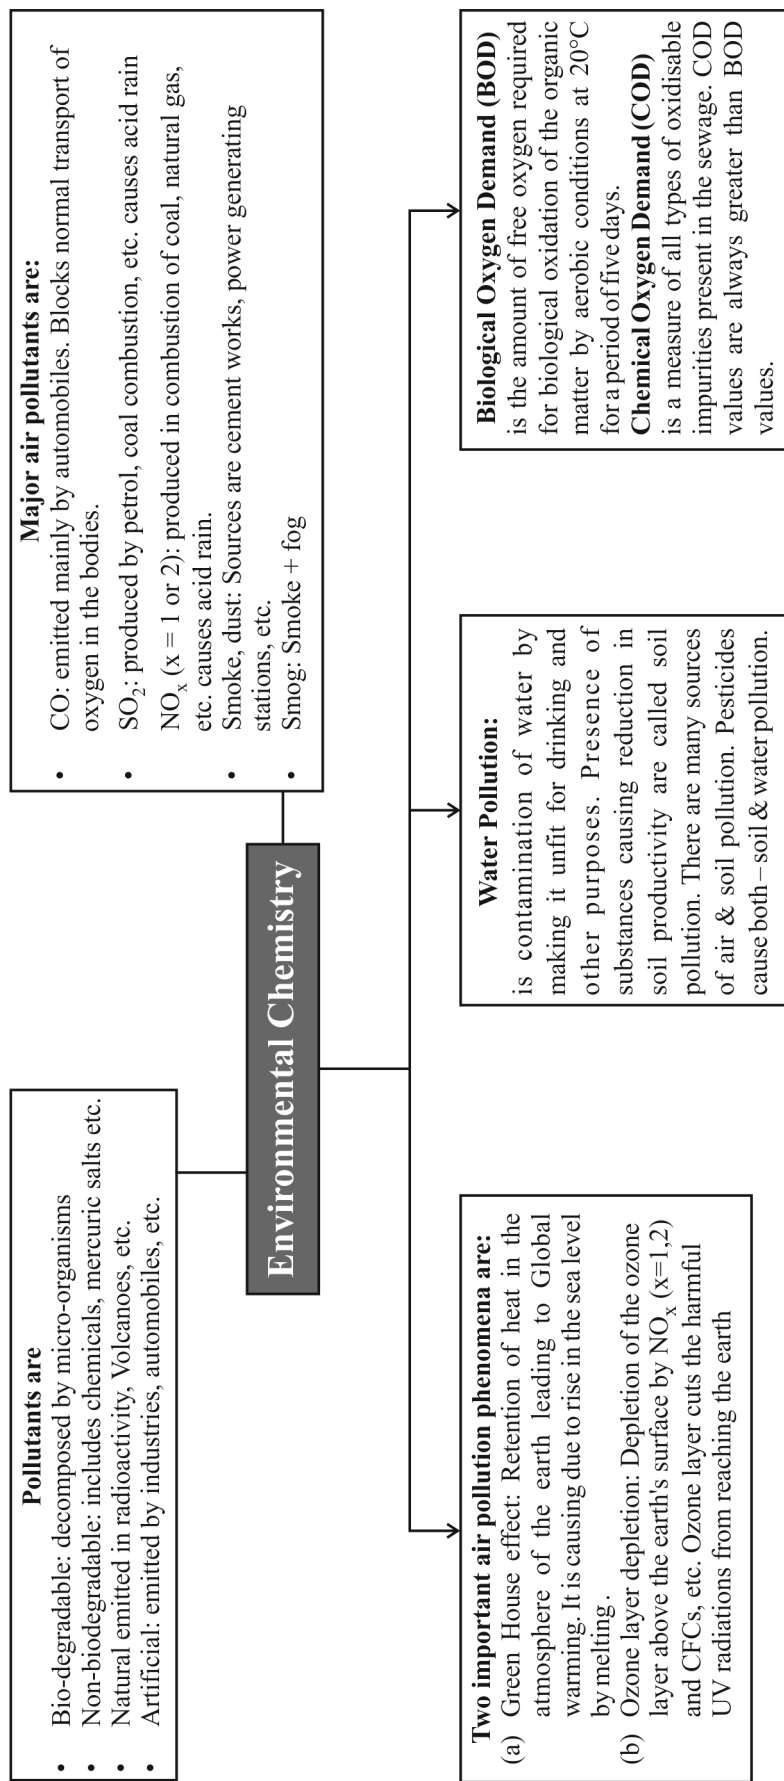 Pollutants are
• Bio-degradable: decomposed by micro-organisms
• Non-biodegradable: includes chemicals, mercuric salts etc.
• Natural emitted in radioactivity, Volcanoes, etc.
• Artificial: emitted by industries, automobiles, etc.
Major air pollutants are:
• CO: emitted mainly by automobiles. Blocks normal transport of
oxygen in the bodies.
• SO₂: produced by petrol, coal combustion, etc. causes acid rain
NOₓ (x = 1 or 2): produced in combustion of coal, natural gas,
etc. causes acid rain.
• Smoke, dust: Sources are cement works, power generating
stations, etc.
• Smog: Smoke + fog
Environmental Chemistry
Two important air pollution phenomena are:
(a) Green House effect: Retention of heat in the
atmosphere of the earth leading to Global
warming. It is causing due to rise in the sea level
by melting .
(b) Ozone layer depletion: Depletion of the ozone
layer above the earth's surface by NOₓ (x=1,2)
and CFCs, etc. Ozone layer cuts the harmful
UV radiations from reaching the earth
Water Pollution:
is contamination of water by
making it unfit for drinking and
other purposes. Presence of
substances causing reduction in
soil productivity are called soil
pollution. There are many sources
of air & soil pollution. Pesticides
cause both – soil & water pollution.
Biological Oxygen Demand (BOD)
is the amount of free oxygen required
for biological oxidation of the organic
matter by aerobic conditions at 20°C
for a period of five days.
Chemical Oxygen Demand (COD)
is a measure of all types of oxidisable
impurities present in the sewage. COD
values are always greater than BOD
values.